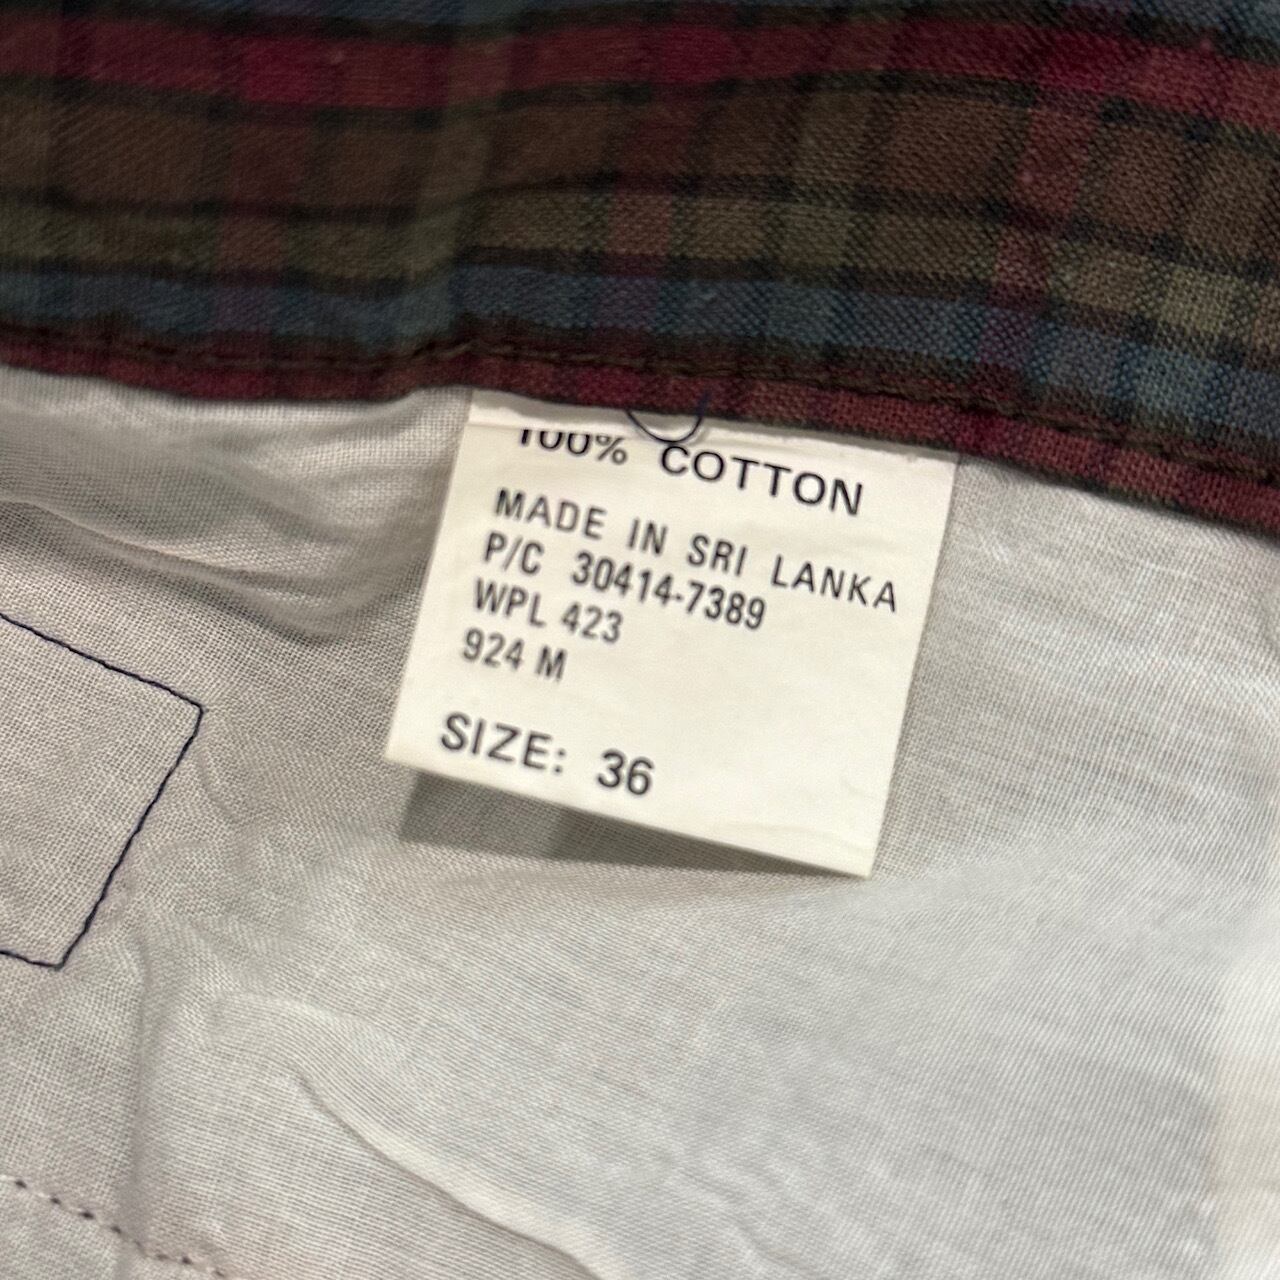 100% COTTON
MADE IN SRI LANKA
P/C 30414-7389
WPL 423
924 M
SIZE: 36